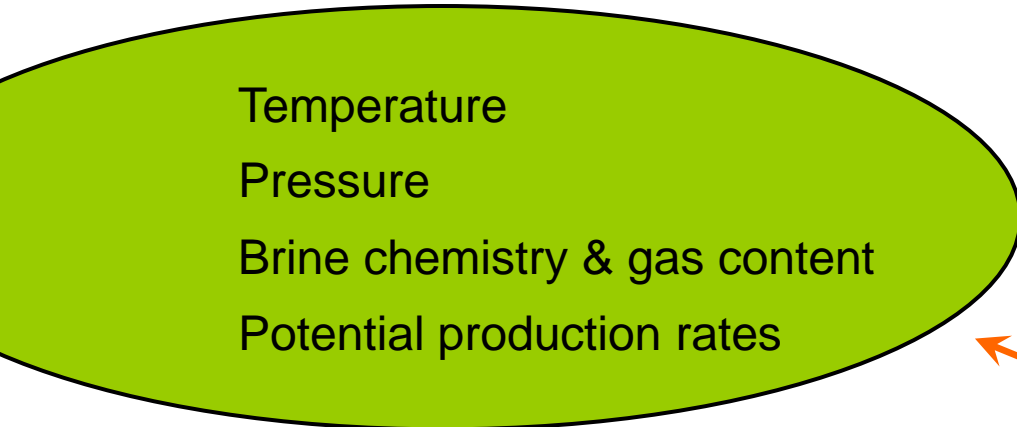 Temperature
Pressure
Brine chemistry & gas content
Potential production rates